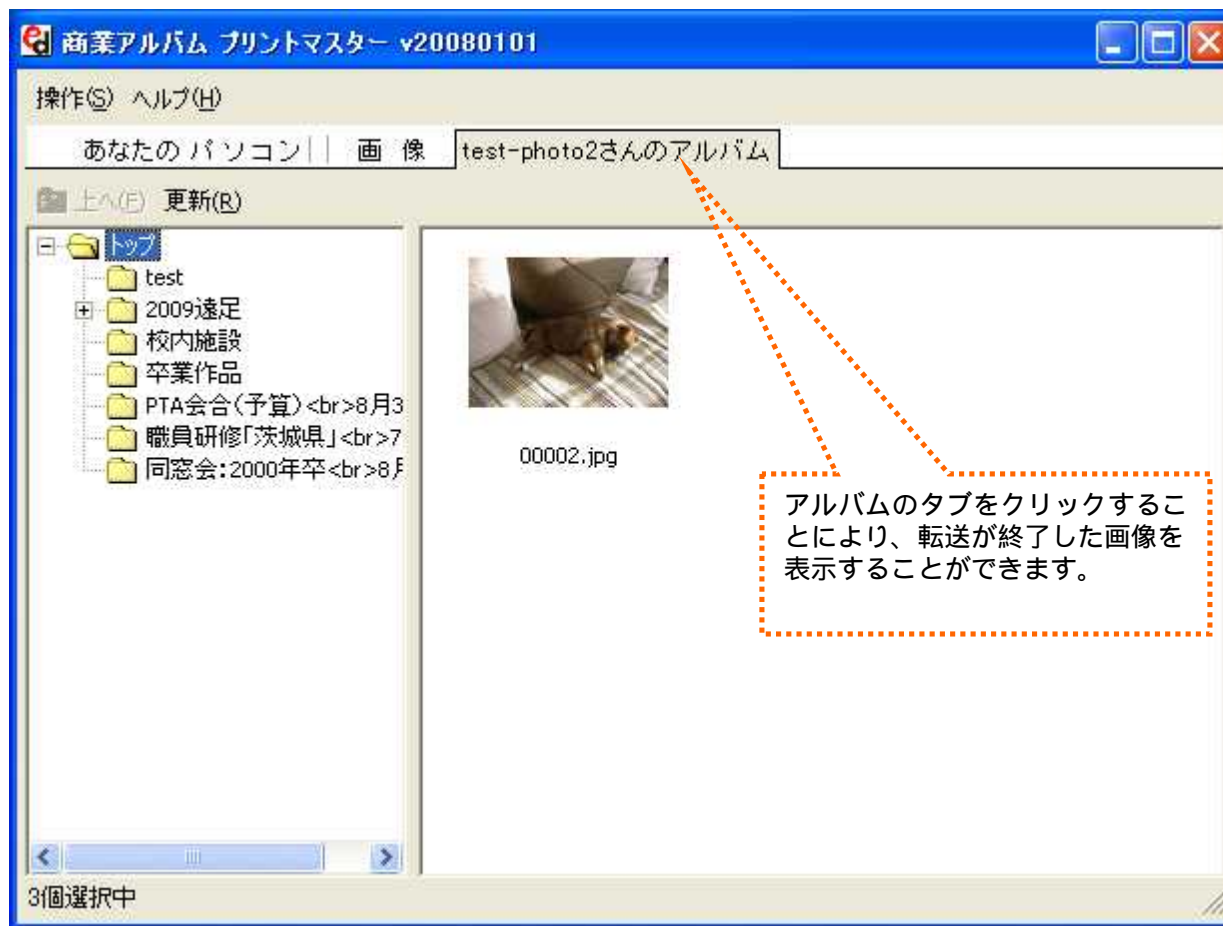 商業アルバム プリントマスター v20080101
操作(S) ヘルプ(H)
あなたのパソコン 画 像 test-photo2さんのアルバム
上へ(F) 更新(R)
トップ
test
2009遠足
校内施設
卒業作品
PTA会合(予算)<br>8月3
職員研修「茨城県」<br>7
同窓会:2000年卒<br>8月
00002.jpg
アルバムのタブをクリックするこ
とにより、転送が終了した画像を
表示することができます。
3個選択中